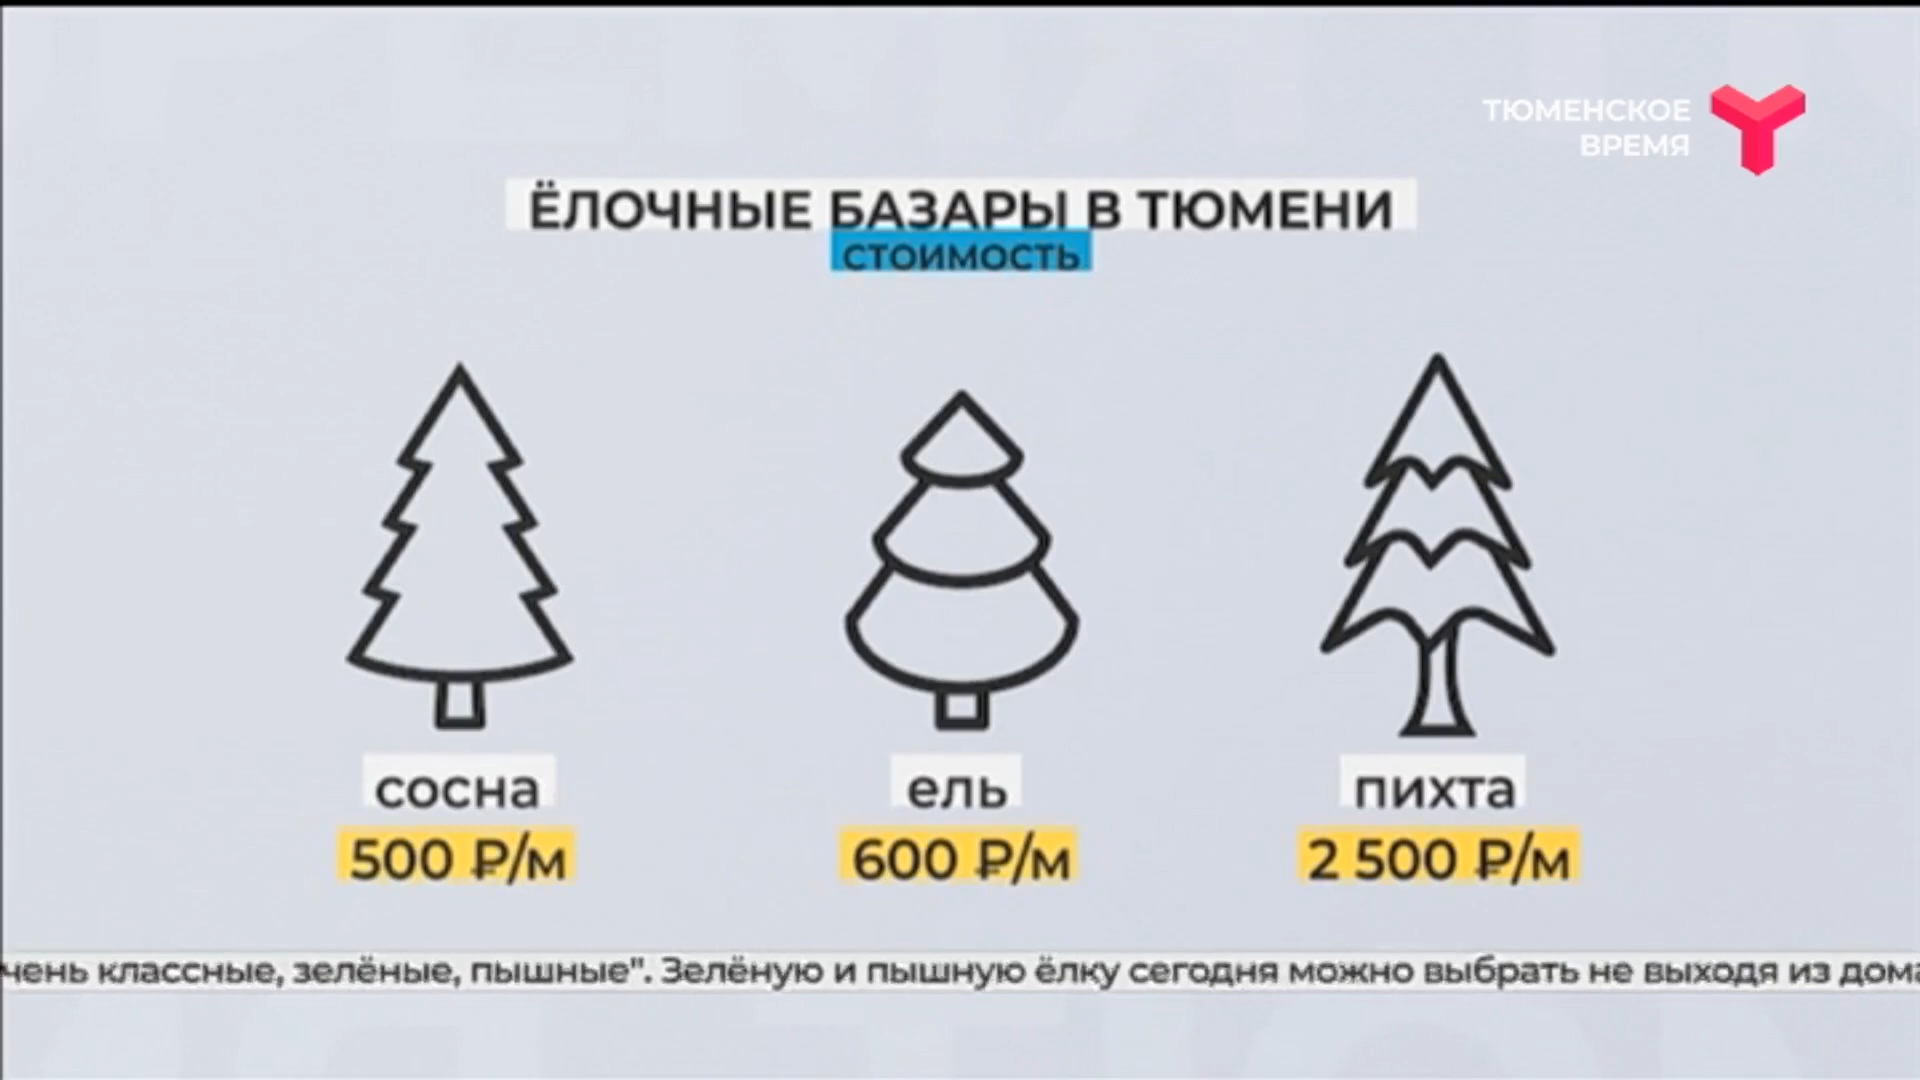 ТЮМЕНСКОЕ
ВРЕМЯ
ЁЛОЧНЫЕ БАЗАРЫ В ТЮМЕНИ
СТОИМОСТЬ
сосна
500 ₽/м
ель
600 ₽/м
пихта
2 500 ₽/м
чень классные, зелёные, пышные". Зелёную и пышную ёлку сегодня можно выбрать не выходя из дома